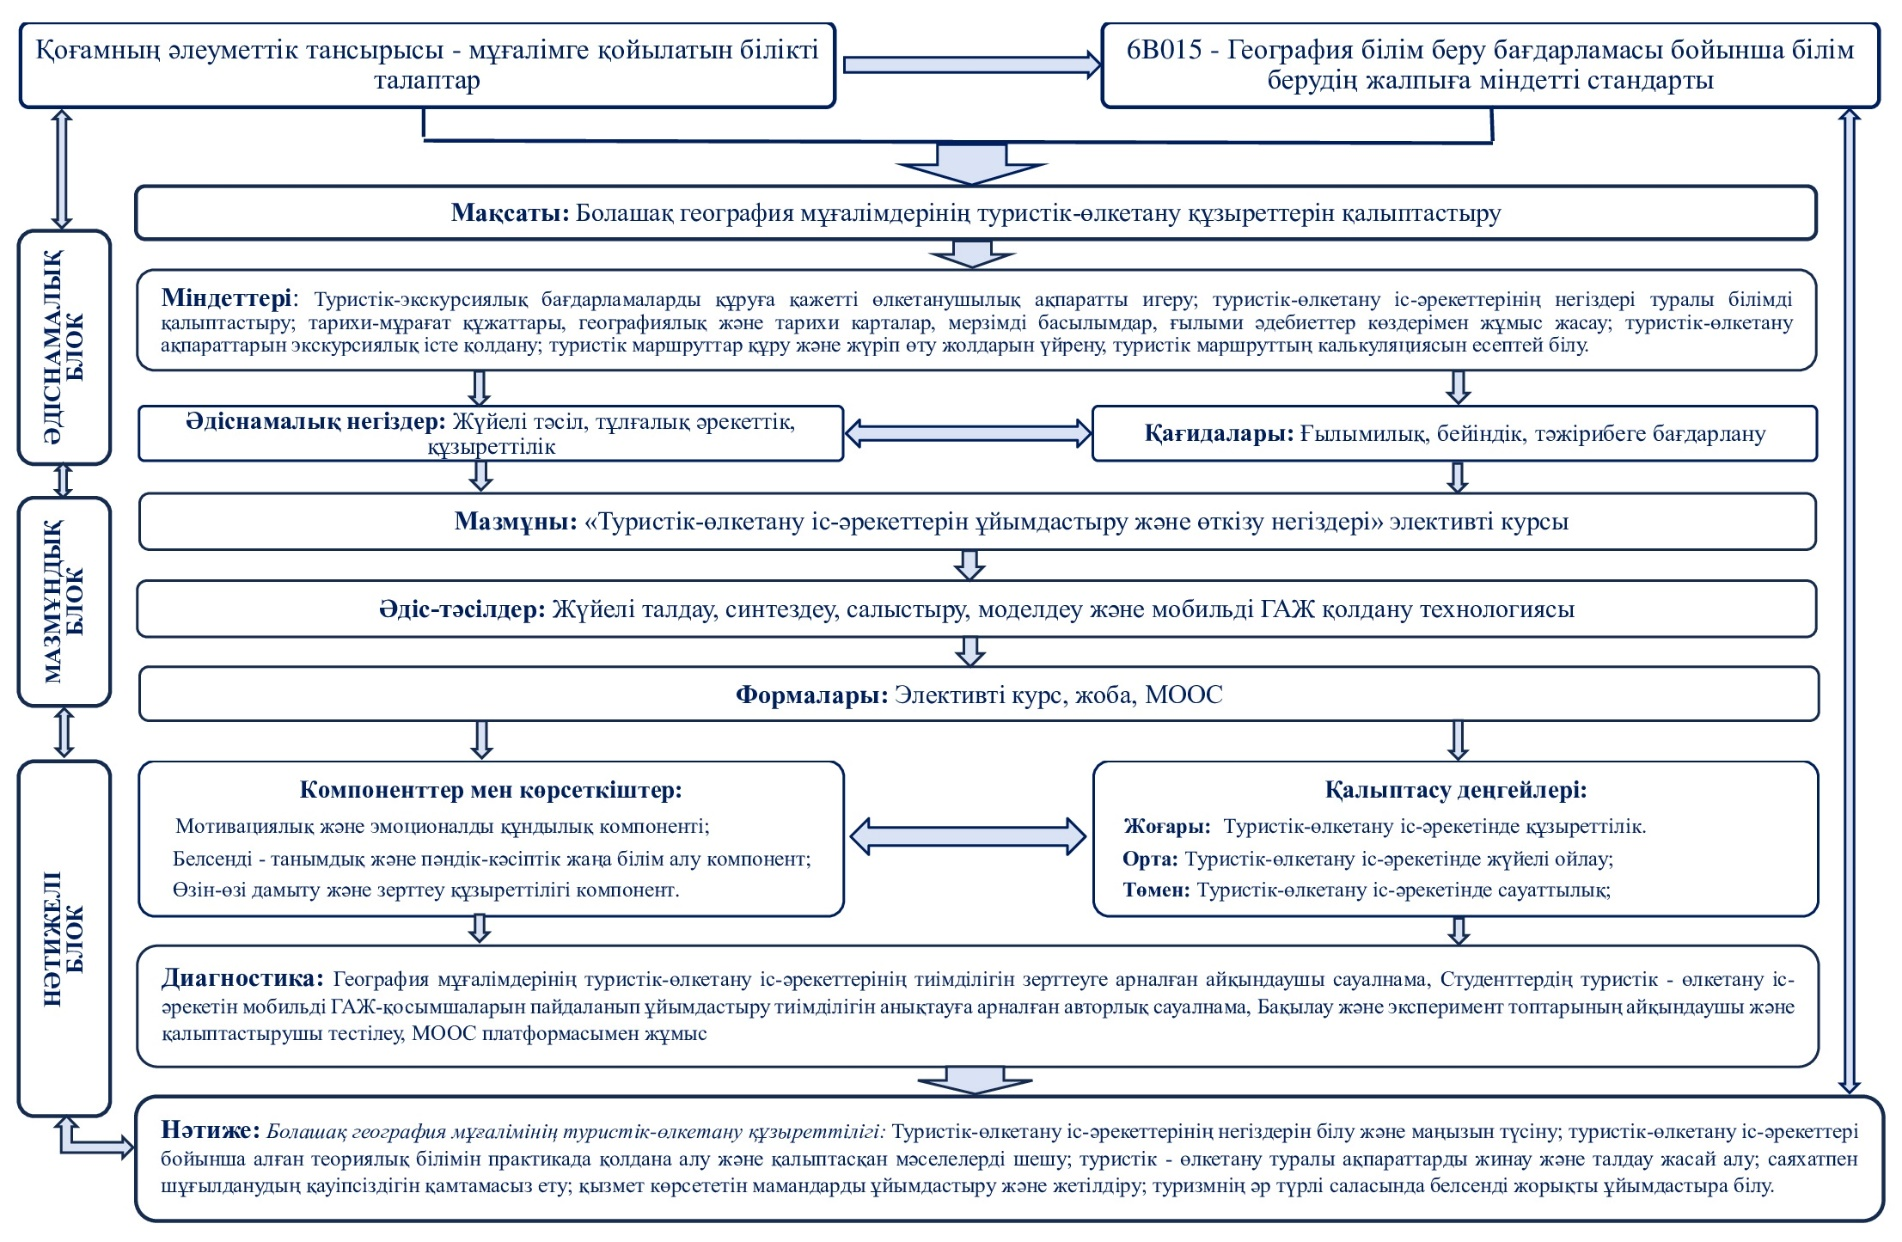 Қоғамның әлеуметтік тапсырысы - мұғалімге қойылатын білікті
талаптар
6В015 - География білім беру бағдарламасы бойынша білім
берудің жалпыға міндетті стандарты
Мақсаты: Болашақ география мұғалімдерінің туристік-өлкетану құзыреттерін қалыптастыру
ӘДІСНАМАЛЫҚ
БЛОК
Міндеттері: Туристік-экскурсиялық бағдарламаларды құруға қажетті өлкетанушылық ақпаратты игеру; туристік-өлкетану іс-әрекеттерінің негіздері туралы білімді
қалыптастыру; тарихи-мұрағат құжаттары, географиялық және тарихи карталар, мерзімді басылымдар, ғылыми әдебиеттер көздерімен жұмыс жасау; туристік-өлкетану
ақпараттарын экскурсиялық істе қолдану; туристік маршруттар құру және жүріп өту жолдарын үйрену, туристік маршруттың калькуляциясын есептей білу.
Әдіснамалық негіздер: Жүйелі тәсіл, тұлғалық әрекеттік,
құзыреттілік
Қағидалары: Ғылымилық, бейіндік, тәжірибеге бағдарлану
МАЗМҰНДЫҚ
БЛОК
Мазмұны: «Туристік-өлкетану іс-әрекеттерін ұйымдастыру және өткізу негіздері» элективті курсы
Әдіс-тәсілдер: Жүйелі талдау, синтездеу, салыстыру, моделдеу және мобильді ГАЖ қолдану технологиясы
Формалары: Элективті курс, жоба, МООС
НӘТИЖЕЛІ
БЛОК
Компоненттер мен көрсеткіштер:
Мотивациялық және эмоционалды құндылық компоненті;
Белсенді - танымдық және пәндік-кәсіптік жаңа білім алу компонент;
Өзін-өзі дамыту және зерттеу құзыреттілігі компонент.
Қалыптасу деңгейлері:
Жоғары: Туристік-өлкетану іс-әрекетінде құзыреттілік.
Орта: Туристік-өлкетану іс-әрекетінде жүйелі ойлау;
Төмен: Туристік-өлкетану іс-әрекетінде сауаттылық;
Диагностика: География мұғалімдерінің туристік-өлкетану іс-әрекеттерінің тиімділігін зерттеуге арналған айқындаушы сауалнама, Студенттердің туристік - өлкетану іс-
әрекетін мобильді ГАЖ-қосымшаларын пайдаланып ұйымдастыру тиімділігін анықтауға арналған авторлық сауалнама, Бақылау және эксперимент топтарының айқындаушы және
қалыптастырушы тестілеу, МООС платформасымен жұмыс
Нәтиже: Болашақ география мұғалімінің туристік-өлкетану құзыреттілігі: Туристік-өлкетану іс-әрекеттерінің негіздерін білу және маңызын түсіну; туристік-өлкетану іс-әрекеттері
бойынша алған теориялық білімін практикада қолдана алу және қалыптасқан мәселелерді шешу; туристік - өлкетану туралы ақпараттарды жинау және талдау жасай алу; саяхатпен
шұғылданудың қауіпсіздігін қамтамасыз ету; қызмет көрсететін мамандарды ұйымдастыру және жетілдіру; туризмнің әр түрлі саласында белсенді жорықты ұйымдастыра білу.